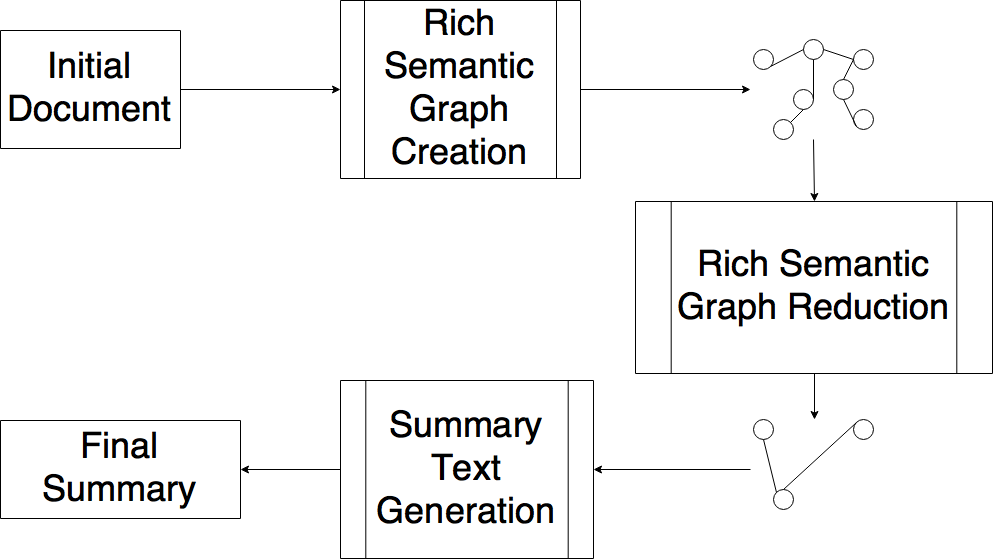 Initial
Document
Rich
Semantic
Graph
Creation
Rich Semantic
Graph Reduction
Summary
Text
Generation
Final
Summary